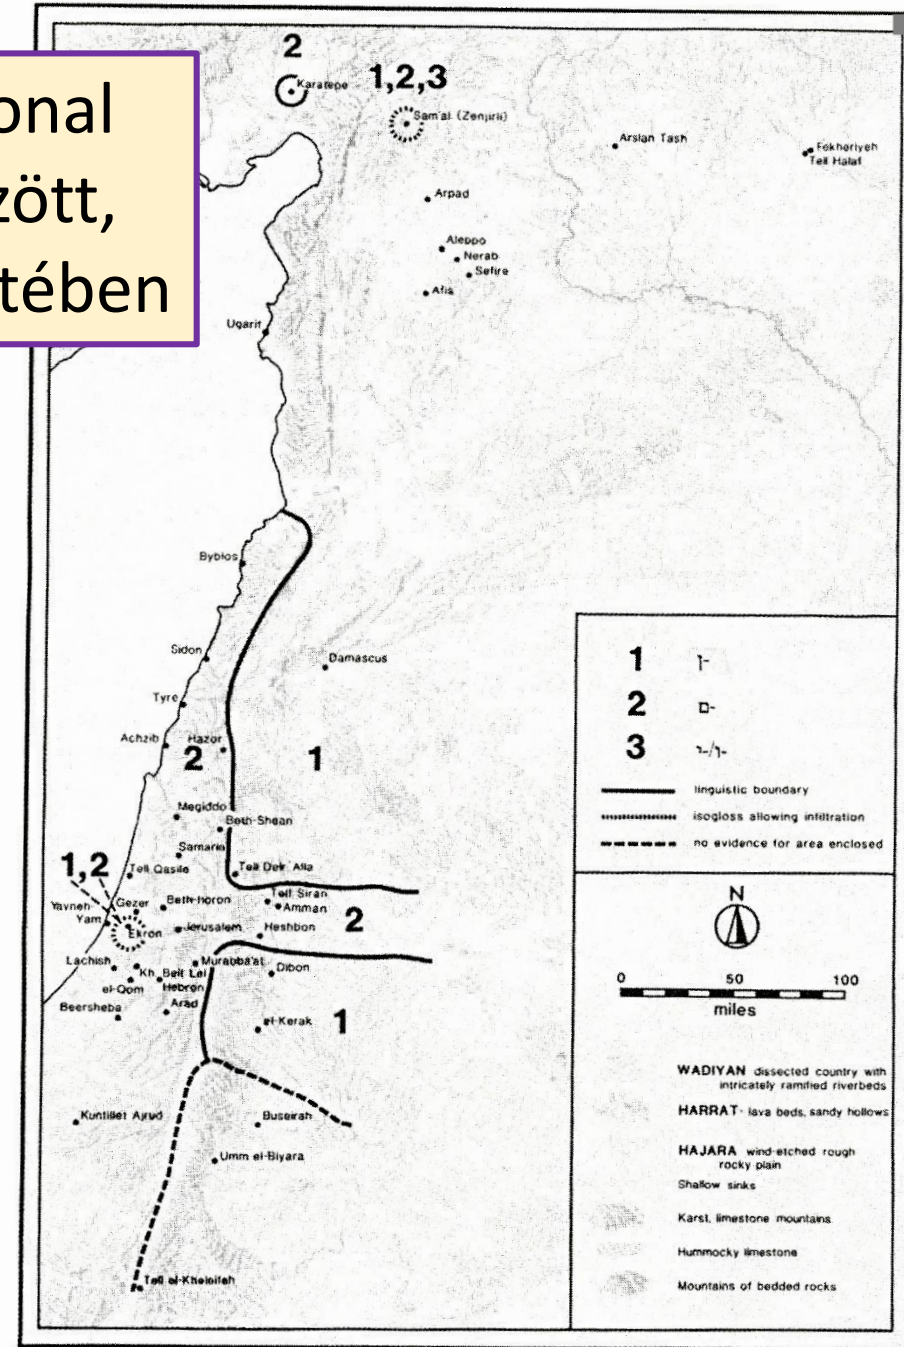 onal
zött,
tében
2
Karatepe
1,2,3
Sam'al (Zenjirli)
Arslan Tash
Fekheriyeh
Tell Halaf
Arpad
Aleppo
Nerab
Sefire
Afis
Ugarit
Byblos
Sidon
Damascus
Tyre
Achzib
Hazor
2
1
Megiddo
Beth-Shean
Samaria
1,2
Tell Qasile
Tell Deir Alla
Tell Siran
Amman
2
Yavneh-
Yam
Gezer
Beth-horon
Ekron
Jerusalem
Heshbon
Lachish
Kh. Beit Lei
Murabba'at
Dibon
el-Qom
Hebron
Beersheba
Arad
el-Kerak
1
Kuntillet Ajrud
Buseirah
Umm el-Biyara
Tell el-Kheleifeh
1 ן-
2 ם-
3 
linguistic boundary
isogloss allowing infiltration
no evidence for area enclosed
N
0 50 100
miles
WADIYAN dissected country with
intricately ramified riverbeds
HARRAT - lava beds, sandy hollows
HAJARA wind-etched rough
rocky plain
Shallow sinks
Karst, limestone mountains
Hummocky limestone
Mountains of bedded rocks